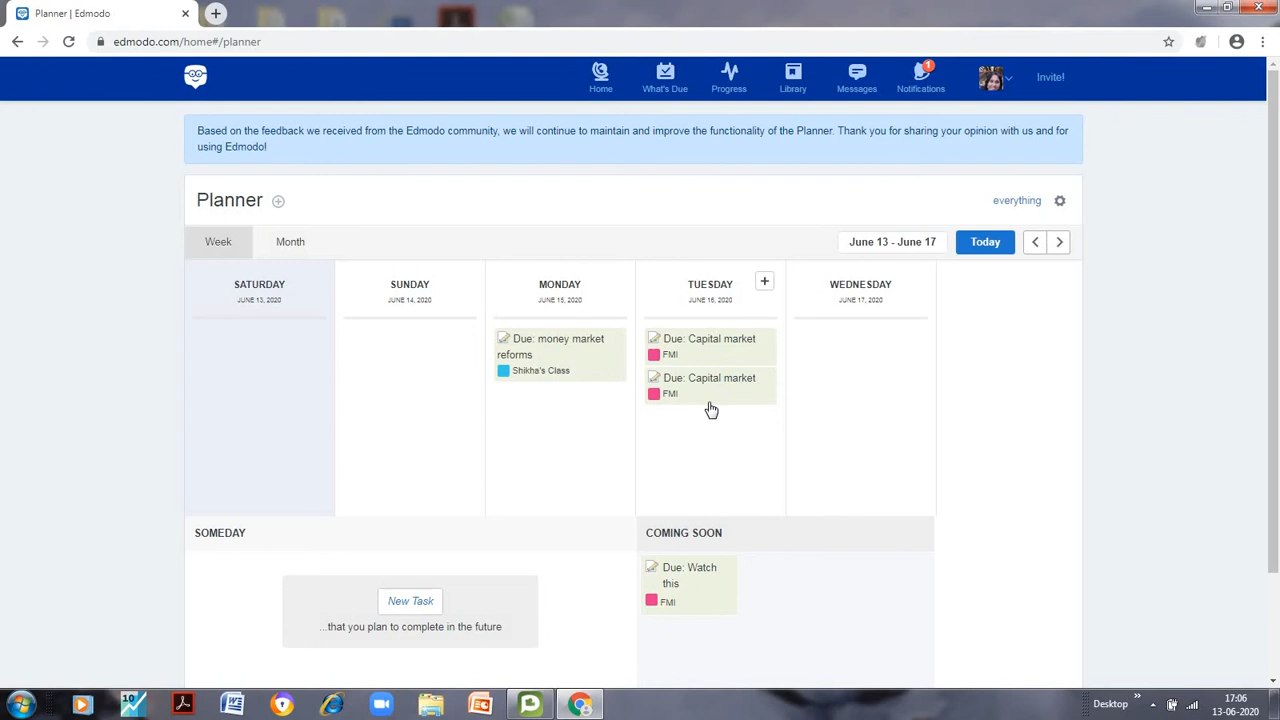 Planner | Edmodo
edmodo.com/home#/planner
Home
What's Due
Progress
Library
Messages
1
Notifications
Invite!
Based on the feedback we received from the Edmodo community, we will continue to maintain and improve the functionality of the Planner. Thank you for sharing your opinion with us and for
using Edmodo!
Planner
everything
Week
Month
June 13 - June 17
Today
SATURDAY
JUNE 13, 2020
SUNDAY
JUNE 14, 2020
MONDAY
JUNE 15, 2020
TUESDAY
JUNE 16, 2020
WEDNESDAY
JUNE 17, 2020
Due: money market
reforms
Shikha's Class
Due: Capital market
FMI
Due: Capital market
FMI
SOMEDAY
New Task
...that you plan to complete in the future
COMING SOON
Due: Watch
this
FMI
10
Desktop
17:06
13-06-2020